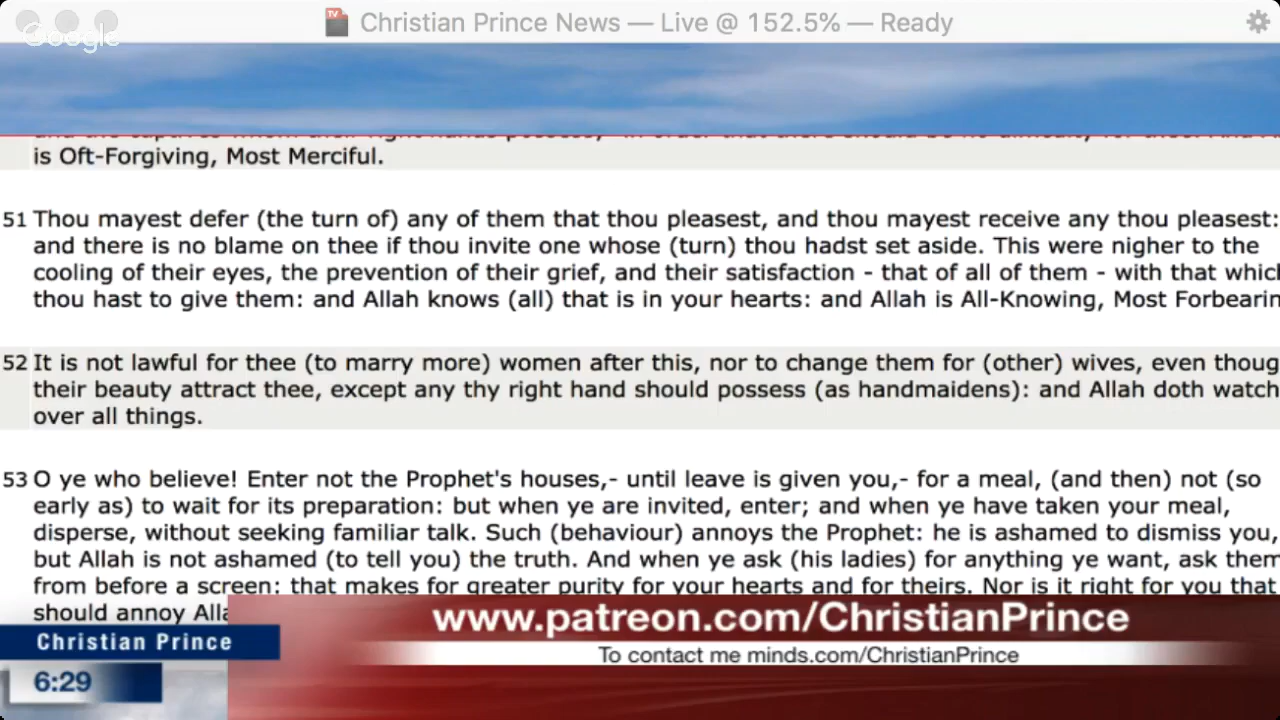 TV
Christian Prince News — Live @ 152.5% — Ready
Google
is Oft-Forgiving, Most Merciful.
51 Thou mayest defer (the turn of) any of them that thou pleasest, and thou mayest receive any thou pleasest:
and there is no blame on thee if thou invite one whose (turn) thou hadst set aside. This were nigher to the
cooling of their eyes, the prevention of their grief, and their satisfaction - that of all of them - with that whic
thou hast to give them: and Allah knows (all) that is in your hearts: and Allah is All-Knowing, Most Forbearin
52 It is not lawful for thee (to marry more) women after this, nor to change them for (other) wives, even thoug
their beauty attract thee, except any thy right hand should possess (as handmaidens): and Allah doth watch
over all things.
53 O ye who believe! Enter not the Prophet's houses,- until leave is given you,- for a meal, (and then) not (so
early as) to wait for its preparation: but when ye are invited, enter; and when ye have taken your meal,
disperse, without seeking familiar talk. Such (behaviour) annoys the Prophet: he is ashamed to dismiss you,
but Allah is not ashamed (to tell you) the truth. And when ye ask (his ladies) for anything ye want, ask them
from before a screen: that makes for greater purity for your hearts and for theirs. Nor is it right for you that
should annoy Alla
www.patreon.com/ChristianPrince
Christian Prince
To contact me minds.com/ChristianPrince
6:29